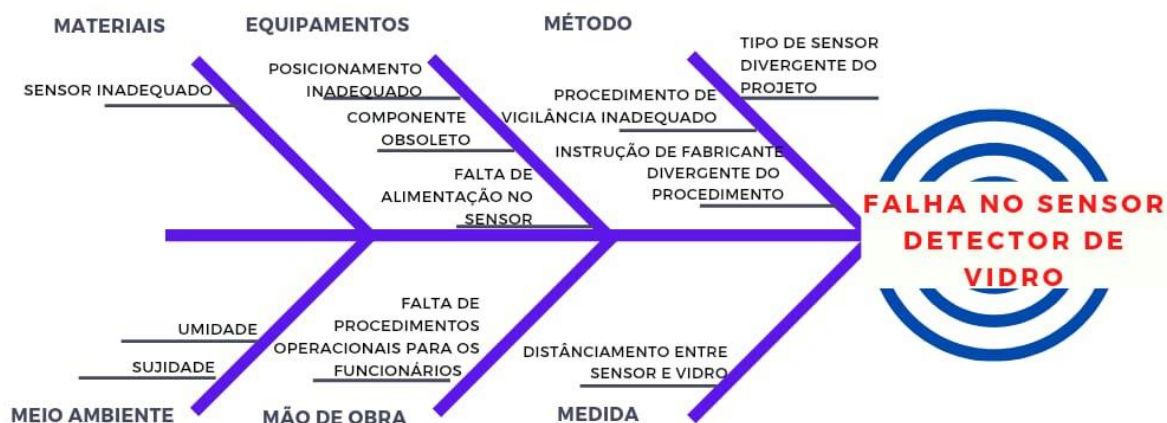 MATERIAIS
EQUIPAMENTOS
MÉTODO
SENSOR INADEQUADO
POSICIONAMENTO
INADEQUADO
COMPONENTE
OBSOLETO
FALTA DE
ALIMENTAÇÃO NO
SENSOR
TIPO DE SENSOR
DIVERGENTE DO
PROJETO
PROCEDIMENTO DE
VIGILÂNCIA INADEQUADO
INSTRUÇÃO DE FABRICANTE
DIVERGENTE DO
PROCEDIMENTO
FALHA NO SENSOR
DETECTOR DE
VIDRO
UMIDADE
SUJIDADE
FALTA DE
PROCEDIMENTOS
OPERACIONAIS PARA OS
FUNCIONÁRIOS
DISTÂNCIAMENTO ENTRE
SENSOR E VIDRO
MEIO AMBIENTE
MÃO DE OBRA
MEDIDA